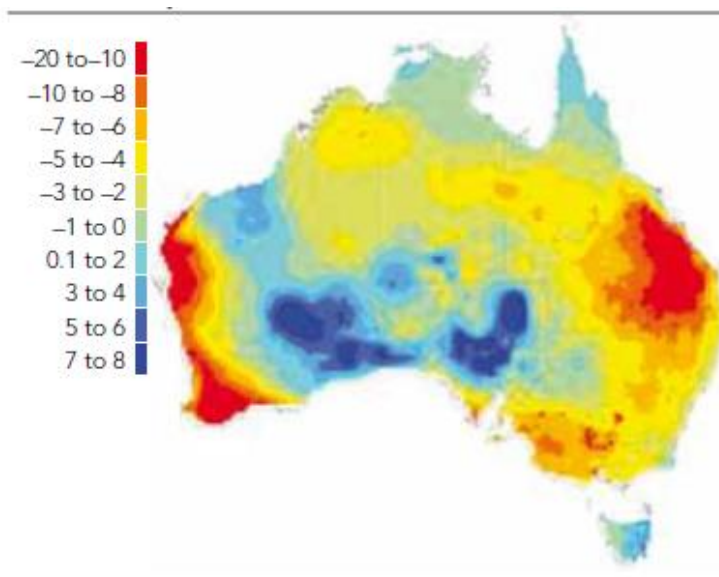 –20 to–10
–10 to –8
–7 to –6
–5 to –4
–3 to –2
–1 to 0
0.1 to 2
3 to 4
5 to 6
7 to 8